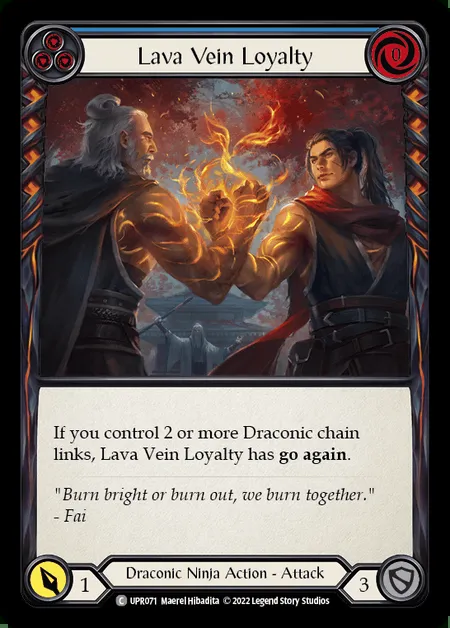 0
Lava Vein Loyalty
If you control 2 or more Draconic chain
links, Lava Vein Loyalty has go again.
"Burn bright or burn out, we burn together."
- Fai
1
Draconic Ninja Action - Attack
3
C UPR071 Maerel Hibadita © 2022 Legend Story Studios